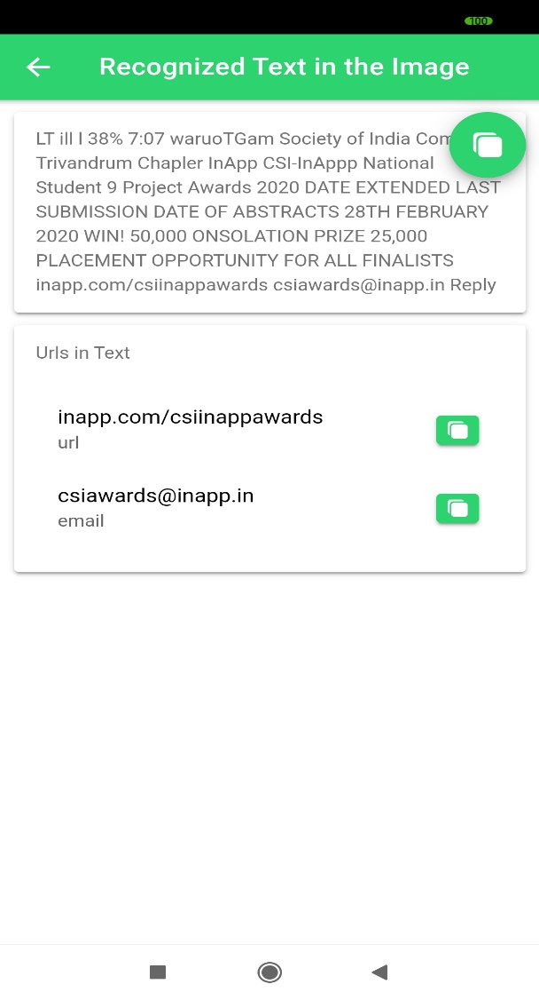 100
Recognized Text in the Image
LT ill l 38% 7:07 waruoTGam Society of India
Trivandrum Chapler InApp CSI-InAppp National
Student 9 Project Awards 2020 DATE EXTENDED LAST
SUBMISSION DATE OF ABSTRACTS 28TH FEBRUARY
2020 WIN! 50,000 ONSOLATION PRIZE 25,000
PLACEMENT OPPORTUNITY FOR ALL FINALISTS
inapp.com/csiinappawards csiawards@inapp.in Reply
Urls in Text
inapp.com/csiinappawards
url
csiawards@inapp.in
email